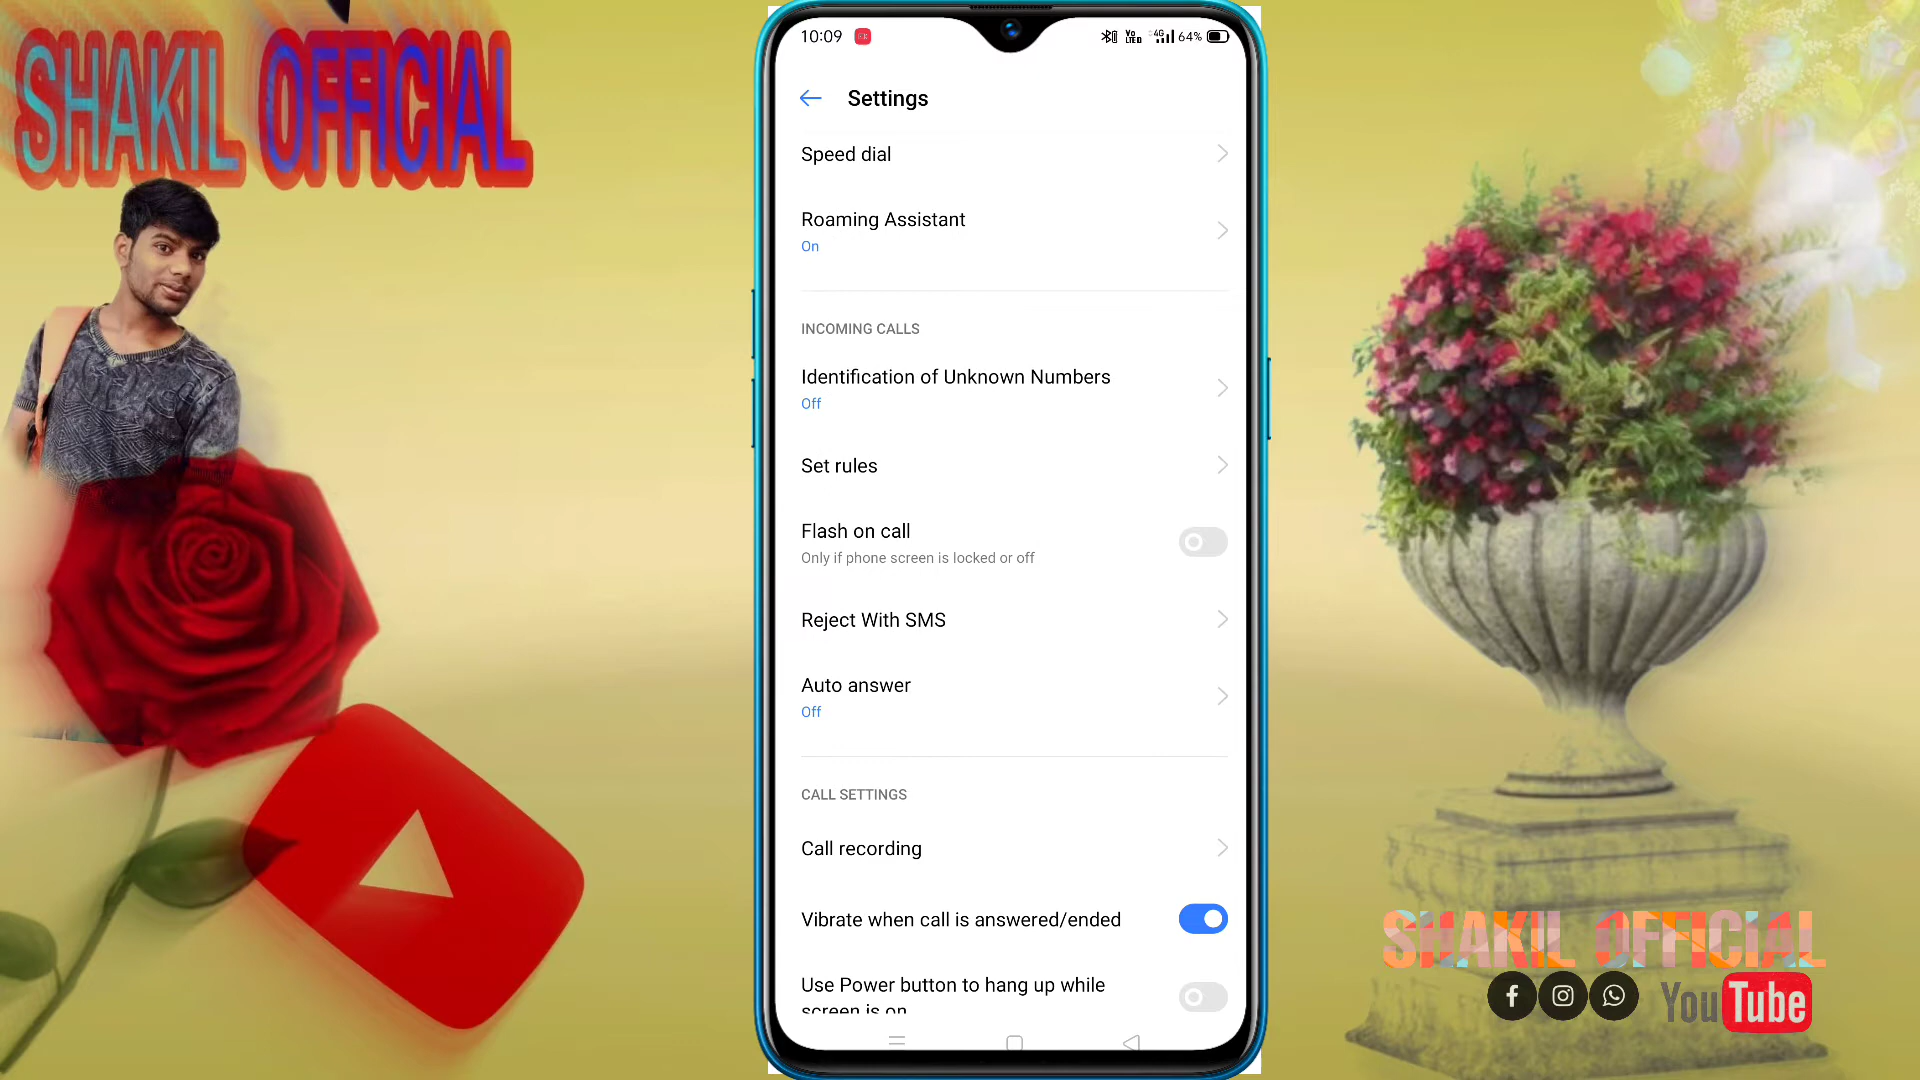 SHAKIL OFFICIAL
10:09
4G
64%
Settings
Speed dial
Roaming Assistant
On
INCOMING CALLS
Identification of Unknown Numbers
Off
Set rules
Flash on call
Only if phone screen is locked or off
Reject With SMS
Auto answer
Off
CALL SETTINGS
Call recording
Vibrate when call is answered/ended
Use Power button to hang up while
screen is on
SHAKIL OFFICIAL
YouTube